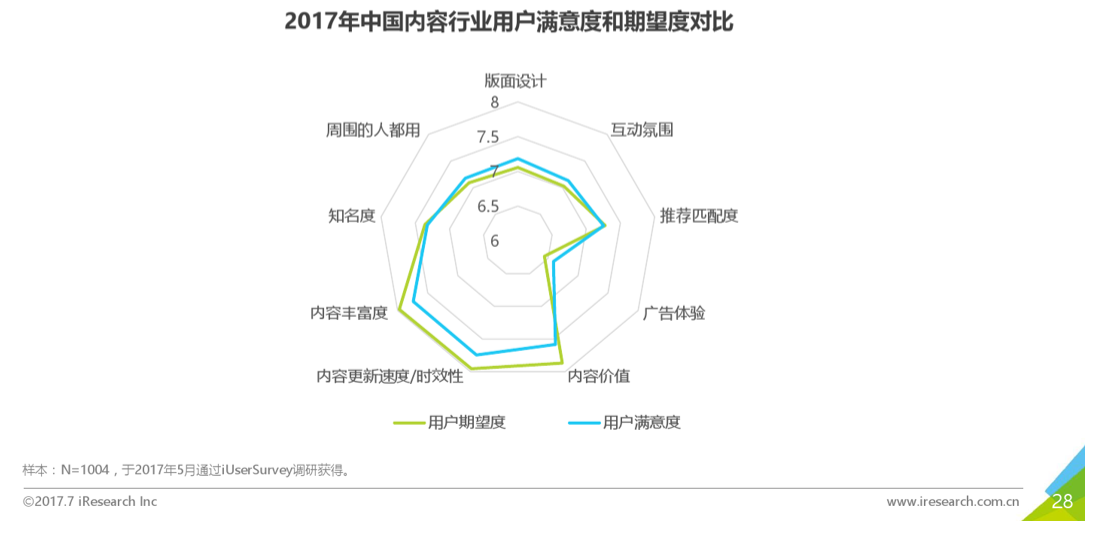 2017年中国内容行业用户满意度和期望度对比
版面设计
8
周围的人都用
互动氛围
7.5
7
知名度
6.5
推荐匹配度
6
内容丰富度
广告体验
内容更新速度/时效性
内容价值
用户期望度
用户满意度
样本：N=1004，于2017年5月通过iUserSurvey调研获得。
©2017.7 iResearch Inc
www.iresearch.com.cn
28